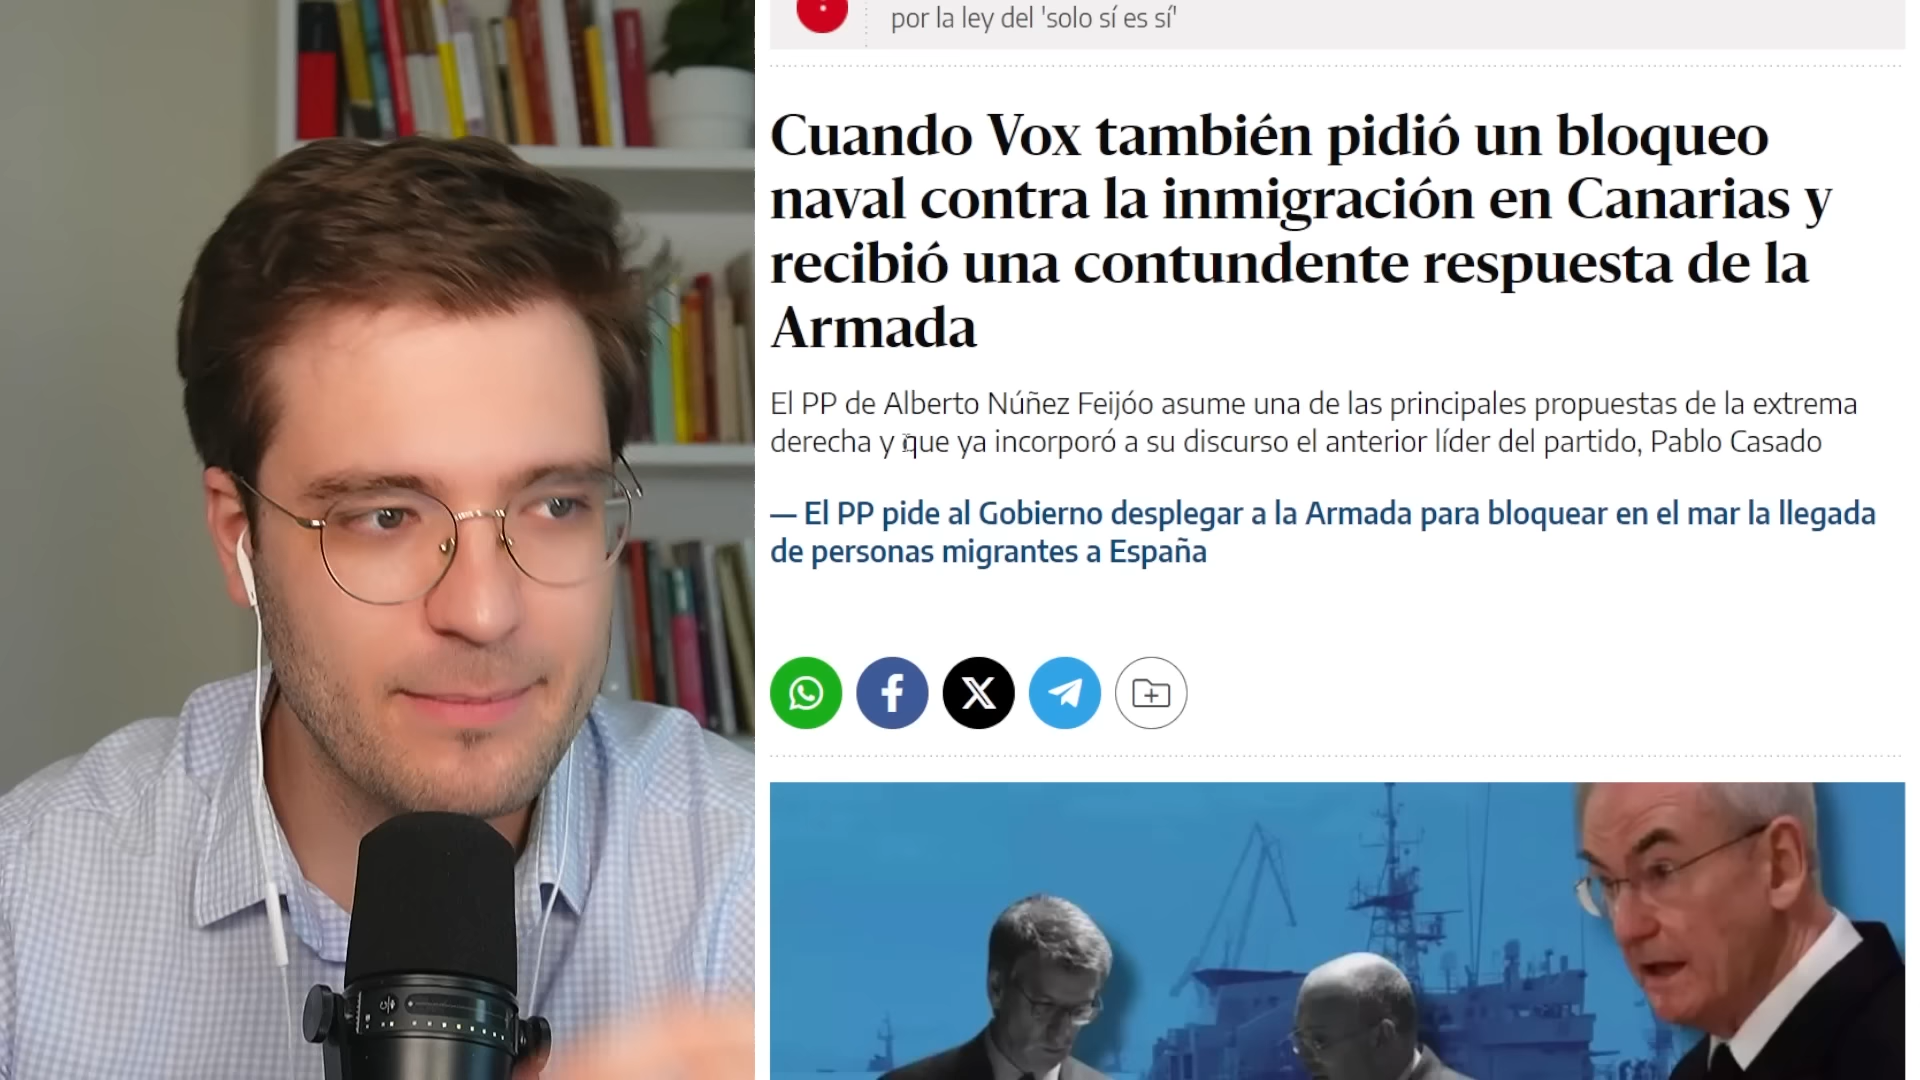 por la ley del 'solo sí es sí'
Cuando Vox también pidió un bloqueo
naval contra la inmigración en Canarias y
recibió una contundente respuesta de la
Armada
El PP de Alberto Núñez Feijóo asume una de las principales propuestas de la extrema
derecha y que ya incorporó a su discurso el anterior líder del partido, Pablo Casado
— El PP pide al Gobierno desplegar a la Armada para bloquear en el mar la llegada
de personas migrantes a España